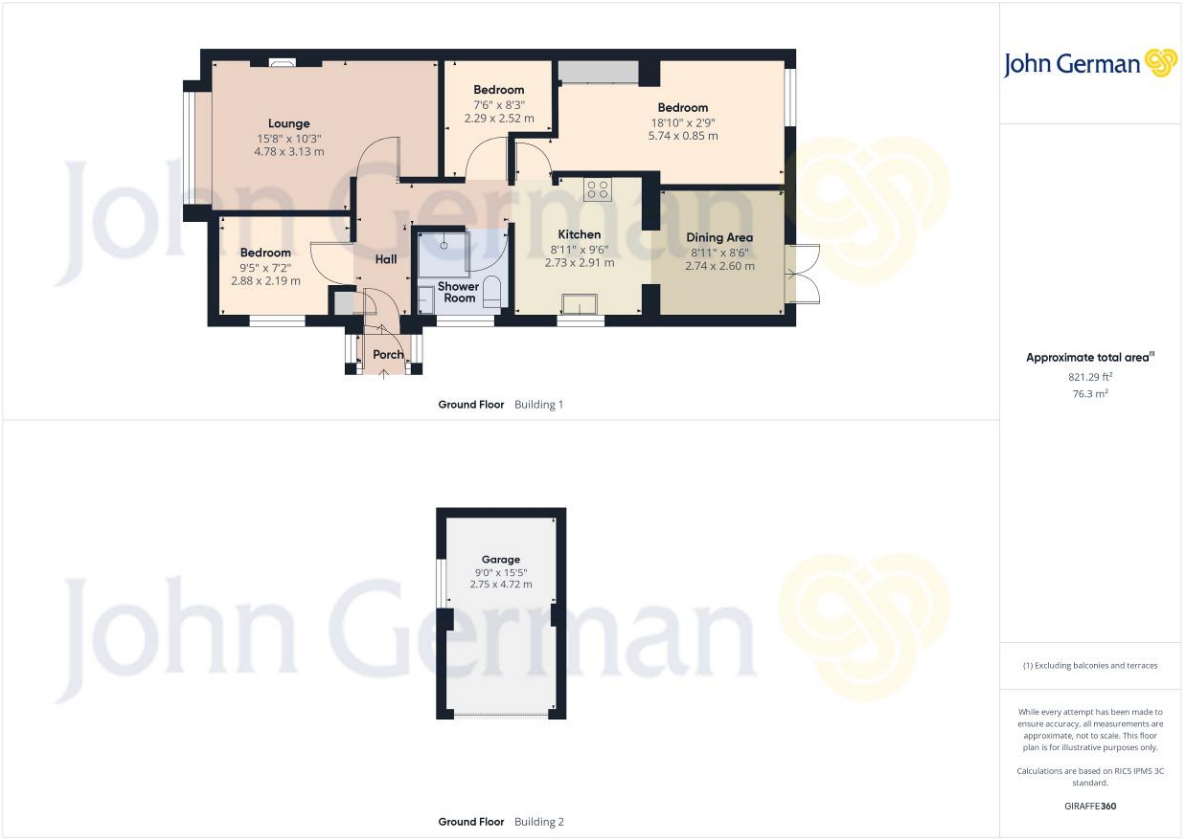 John German
Lounge
15'8" x 10'3"
4.78 x 3.13 m
Bedroom
7'6" x 8'3"
2.29 x 2.52 m
Bedroom
18'10" x 2'9"
5.74 x 0.85 m
John German
Bedroom
9'5" x 7'2"
2.88 x 2.19 m
Hall
Shower
Room
Kitchen
8'11" x 9'6"
2.73 x 2.91 m
Dining Area
8'11" x 8'6"
2.74 x 2.60 m
Porch
Ground Floor Building 1
Approximate total area(1)
821.29 ft²
76.3 m²
Garage
9'0" x 15'5"
2.75 x 4.72 m
John German
Ground Floor Building 2
(1) Excluding balconies and terraces
While every attempt has been made to
ensure accuracy, all measurements are
approximate, not to scale. This floor
plan is for illustrative purposes only.
Calculations are based on RICS IPMS 3C
standard.
GIRAFFE360